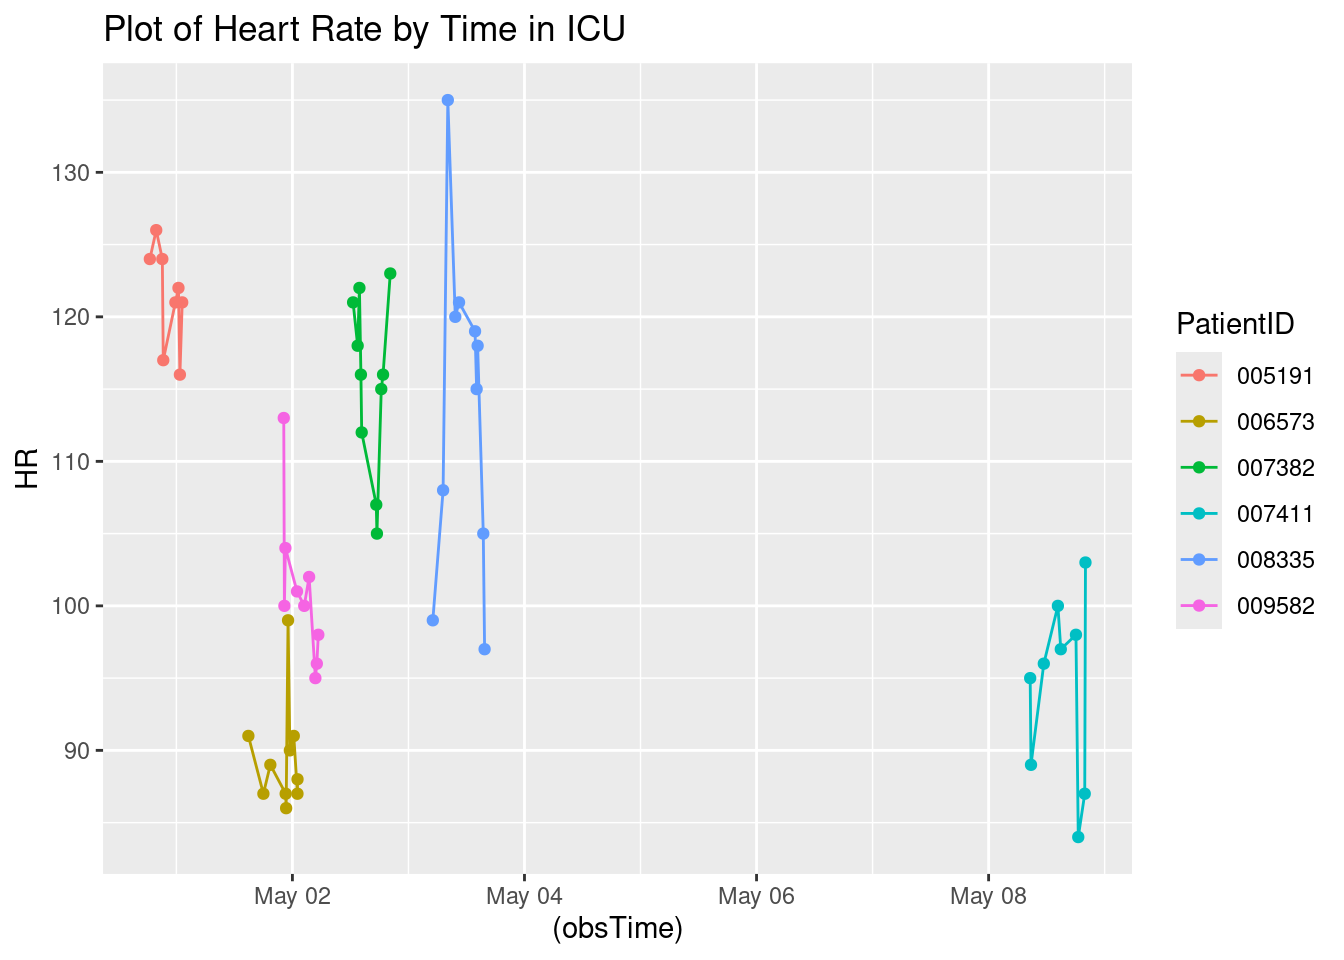 Plot of Heart Rate by Time in ICU
130
120
110
100
90
HR
May 02
May 04
May 06
May 08
(obsTime)
PatientID
005191
006573
007382
007411
008335
009582